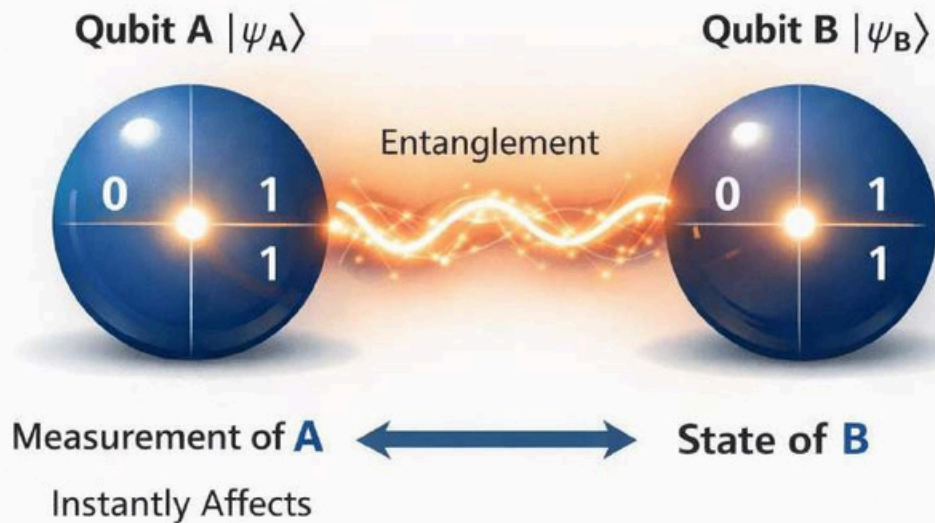 Qubit A |ψA⟩
Qubit B |ψB⟩
Entanglement
0 1
1
0 1
1
Measurement of A
State of B
Instantly Affects